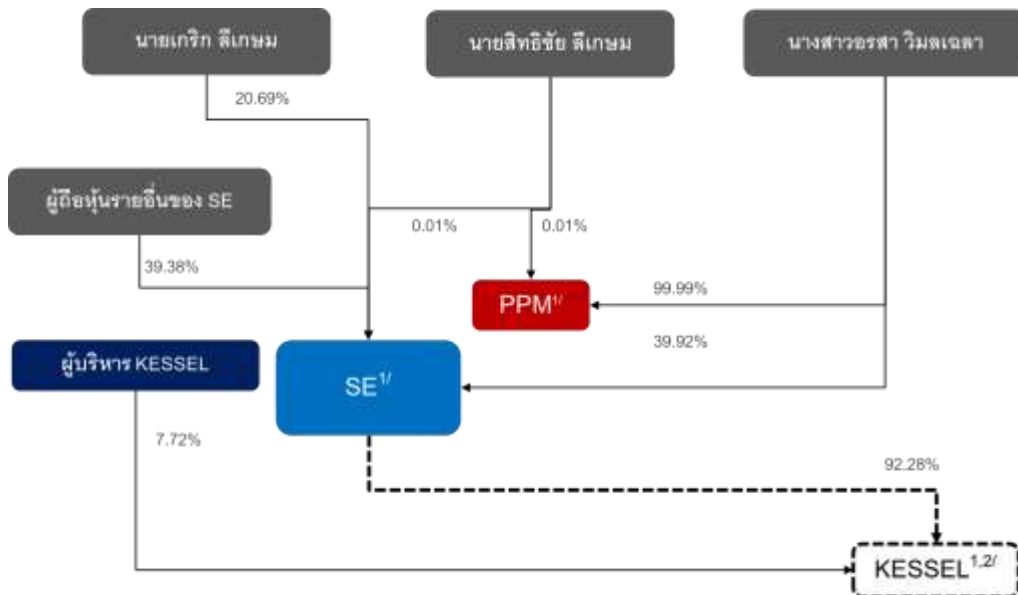 นายเกริก ลีเกษม
นายสิทธิชัย ลีเกษม
นางสาวอรสา วิมลเฉลา
20.69%
ผู้ถือหุ้นรายอื่นของ SE
0.01%
0.01%
39.38%
PPM1/
99.99%
39.92%
ผู้บริหาร KESSEL
SE1/
7.72%
92.28%
KESSEL1,2/